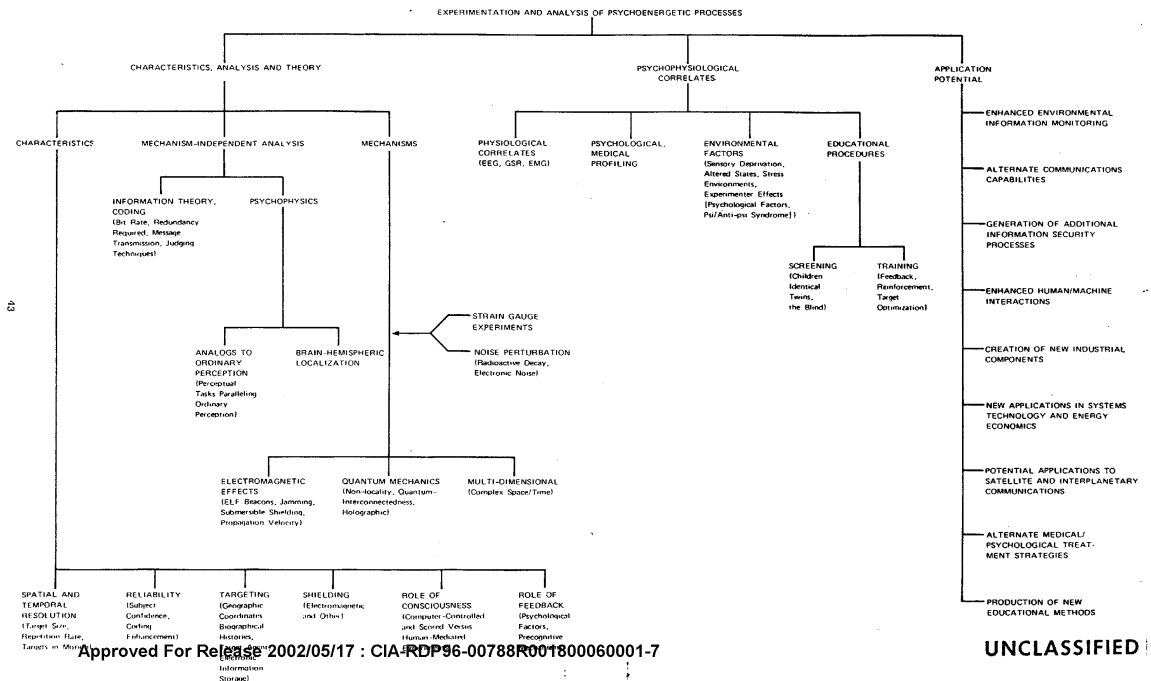 EXPERIMENTATION AND ANALYSIS OF PSYCHOENERGETIC PROCESSES
CHARACTERISTICS, ANALYSIS AND THEORY
PSYCHOPHYSIOLOGICAL
CORRELATES
APPLICATION
POTENTIAL
CHARACTERISTICS
MECHANISM-INDEPENDENT ANALYSIS
MECHANISMS
INFORMATION THEORY,
CODING
(Bit Rate, Redundancy
Required, Message
Transmission, Judging
Techniques)
PSYCHOPHYSICS
ANALOGS TO
ORDINARY
PERCEPTION
(Perceptual
Tasks Paralleling
Ordinary
Perception)
BRAIN-HEMISPHERIC
LOCALIZATION
STRAIN GAUGE
EXPERIMENTS
NOISE PERTURBATION
(Radioactive Decay,
Electronic Noise)
ELECTROMAGNETIC
EFFECTS
(ELF Beacons, Jamming,
Submersible Shielding,
Propagation Velocity)
QUANTUM MECHANICS
(Non-locality, Quantum-
Interconnectedness,
Holographic)
MULTI-DIMENSIONAL
(Complex Space/Time)
SPATIAL AND
TEMPORAL
RESOLUTION
(Target Size,
Repetition Rate,
Targets in Motion)
RELIABILITY
(Subject
Confidence,
Coding
Enhancement)
TARGETING
(Geographic
Coordinates
Biographical
Histories,
Electronic
Information
Storage)
SHIELDING
(Electromagnetic
and Other)
ROLE OF
CONSCIOUSNESS
(Computer-Controlled
and Scored Versus
Human-Mediated
ROLE OF
FEEDBACK
(Psychological
Factors,
Precognitive
PHYSIOLOGICAL
CORRELATES
(EEG, GSR, EMG)
PSYCHOLOGICAL,
MEDICAL
PROFILING
ENVIRONMENTAL
FACTORS
(Sensory Deprivation,
Altered States, Stress
Environments,
Experimenter Effects
[Psychological Factors,
Psi/Anti-psi Syndrome])
EDUCATIONAL
PROCEDURES
SCREENING
(Children
Identical
Twins,
the Blind)
TRAINING
(Feedback,
Reinforcement,
Target
Optimization)
ENHANCED ENVIRONMENTAL
INFORMATION MONITORING
ALTERNATE COMMUNICATIONS
CAPABILITIES
GENERATION OF ADDITIONAL
INFORMATION SECURITY
PROCESSES
ENHANCED HUMAN/MACHINE
INTERACTIONS
CREATION OF NEW INDUSTRIAL
COMPONENTS
NEW APPLICATIONS IN SYSTEMS
TECHNOLOGY AND ENERGY
ECONOMICS
POTENTIAL APPLICATIONS TO
SATELLITE AND INTERPLANETARY
COMMUNICATIONS
ALTERNATE MEDICAL/
PSYCHOLOGICAL TREAT-
MENT STRATEGIES
PRODUCTION OF NEW
EDUCATIONAL METHODS
43
Approved For Release 2002/05/17 : CIA-RDP96-00788R001800060001-7
UNCLASSIFIED